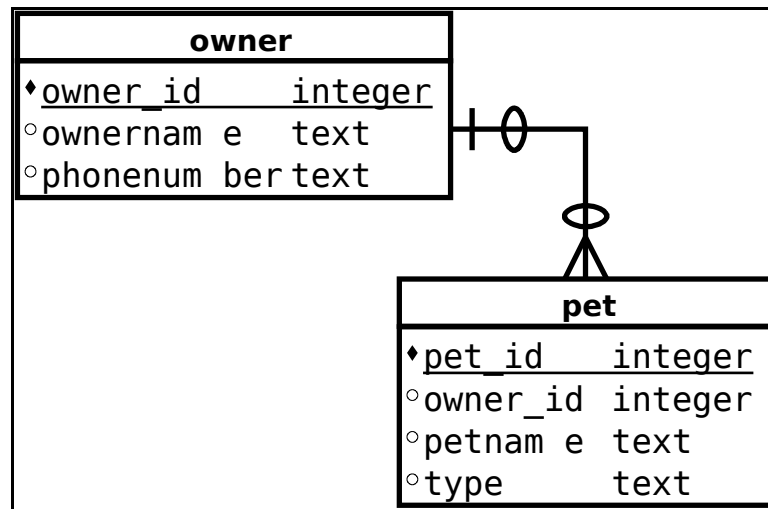 owner
owner_id integer
ownernam e text
phonenum ber text
pet
pet_id integer
owner_id integer
petnam e text
type text